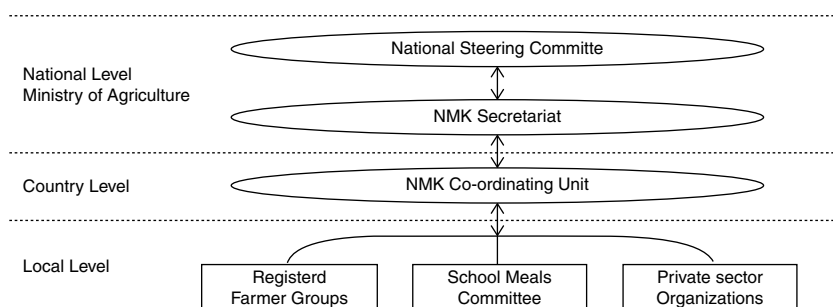 National Steering Committe
National Level
Ministry of Agriculture
NMK Secretariat
Country Level
NMK Co-ordinating Unit
Local Level
Registerd
Farmer Groups
School Meals
Committee
Private sector
Organizations